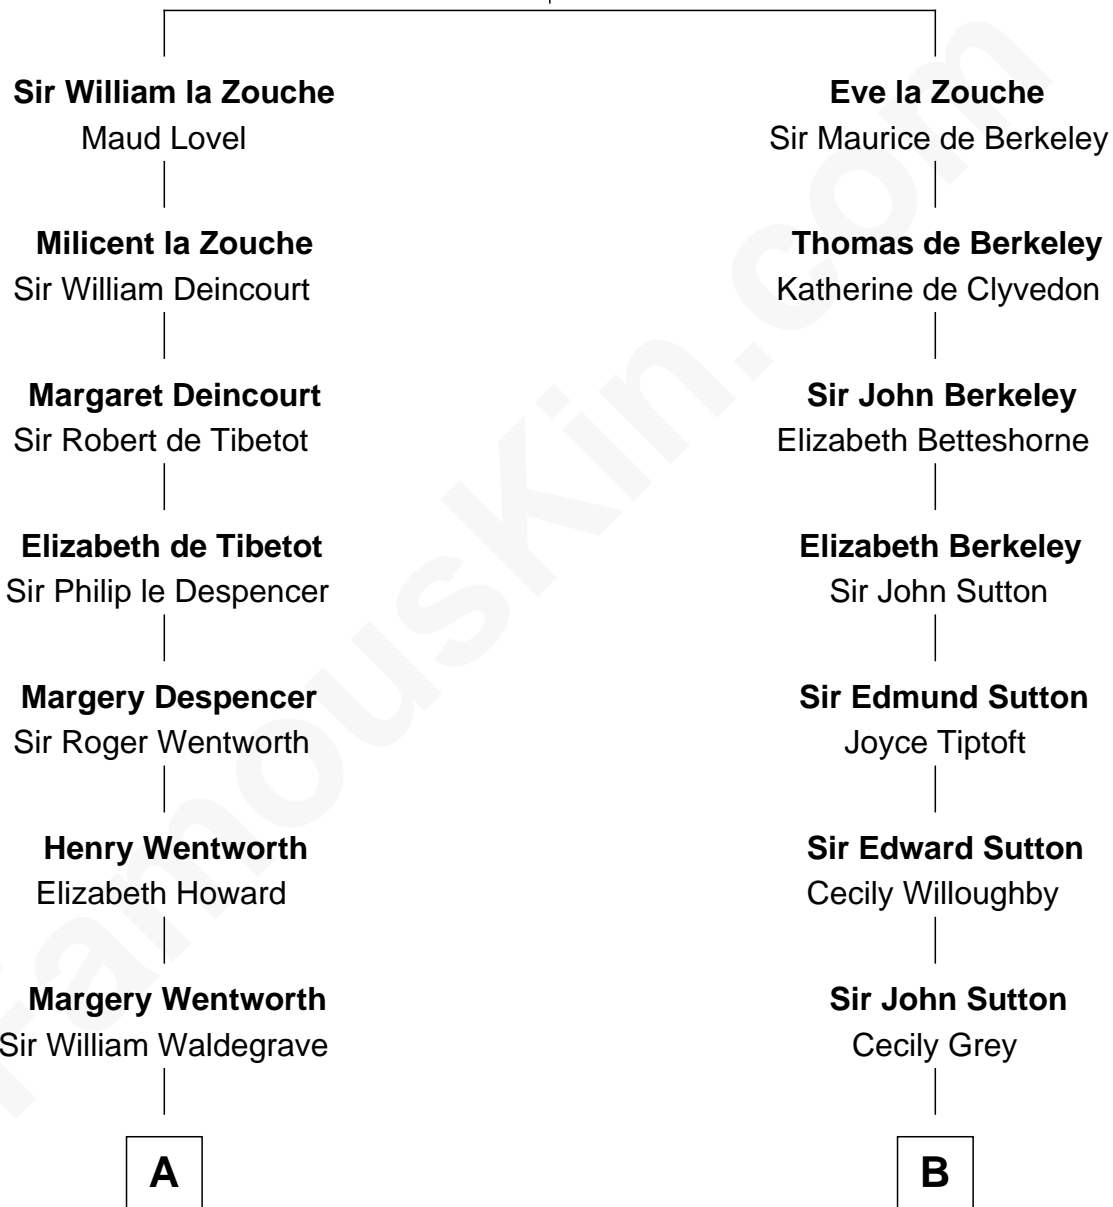 Sir William la Zouche
Maud Lovel
Milicent la Zouche
Sir William Deincourt
Margaret Deincourt
Sir Robert de Tibetot
Elizabeth de Tibetot
Sir Philip le Despencer
Margery Despencer
Sir Roger Wentworth
Henry Wentworth
Elizabeth Howard
Margery Wentworth
Sir William Waldegrave
A
Eve la Zouche
Sir Maurice de Berkeley
Thomas de Berkeley
Katherine de Clyvedon
Sir John Berkeley
Elizabeth Betteshorne
Elizabeth Berkeley
Sir John Sutton
Sir Edmund Sutton
Joyce Tiptoft
Sir Edward Sutton
Cecily Willoughby
Sir John Sutton
Cecily Grey
B
FamousKin.com